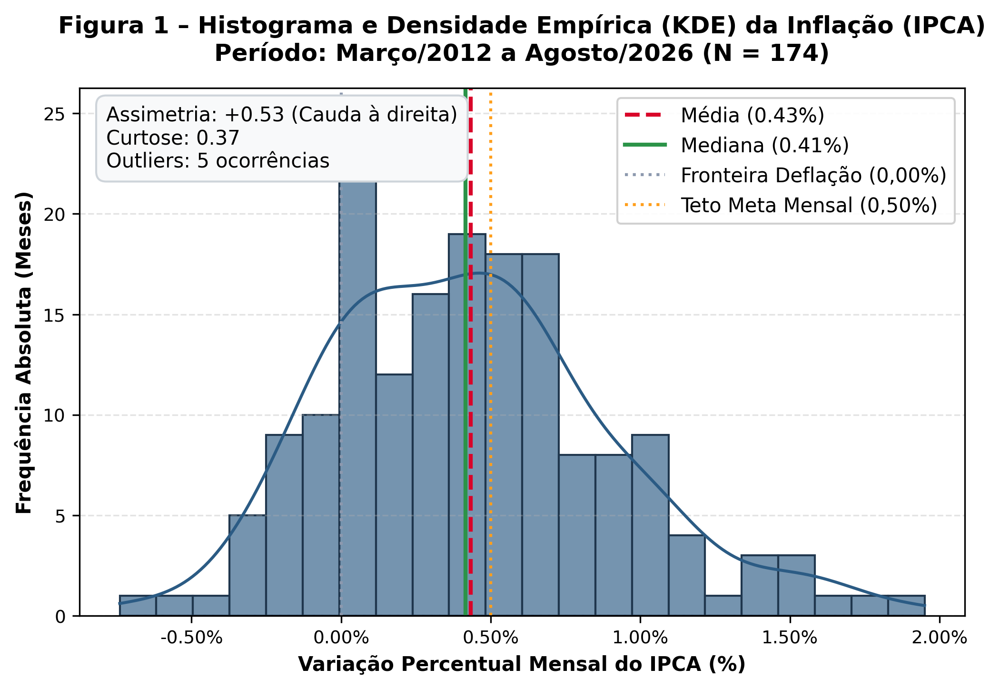 Figura 1 – Histograma e Densidade Empírica (KDE) da Inflação (IPCA)
Período: Março/2012 a Agosto/2026 (N = 174)
Assimetria: +0.53 (Cauda à direita)
Curtose: 0.37
Outliers: 5 ocorrências
Média (0.43%)
Mediana (0.41%)
Fronteira Deflação (0,00%)
Teto Meta Mensal (0,50%)
Frequência Absoluta (Meses)
25
20
15
10
5
0
-0.50%
0.00%
0.50%
1.00%
1.50%
2.00%
Variação Percentual Mensal do IPCA (%)